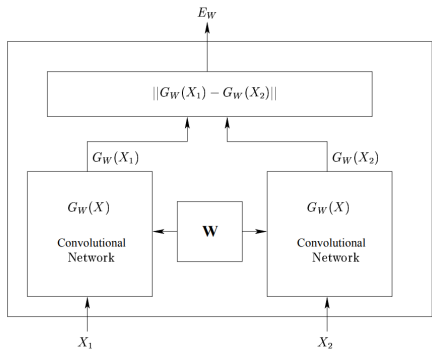 E_W
||G_W(X_1) − G_W(X_2)||
G_W(X_1)
G_W(X_2)
G_W(X)
Convolutional
Network
W
G_W(X)
Convolutional
Network
X_1
X_2